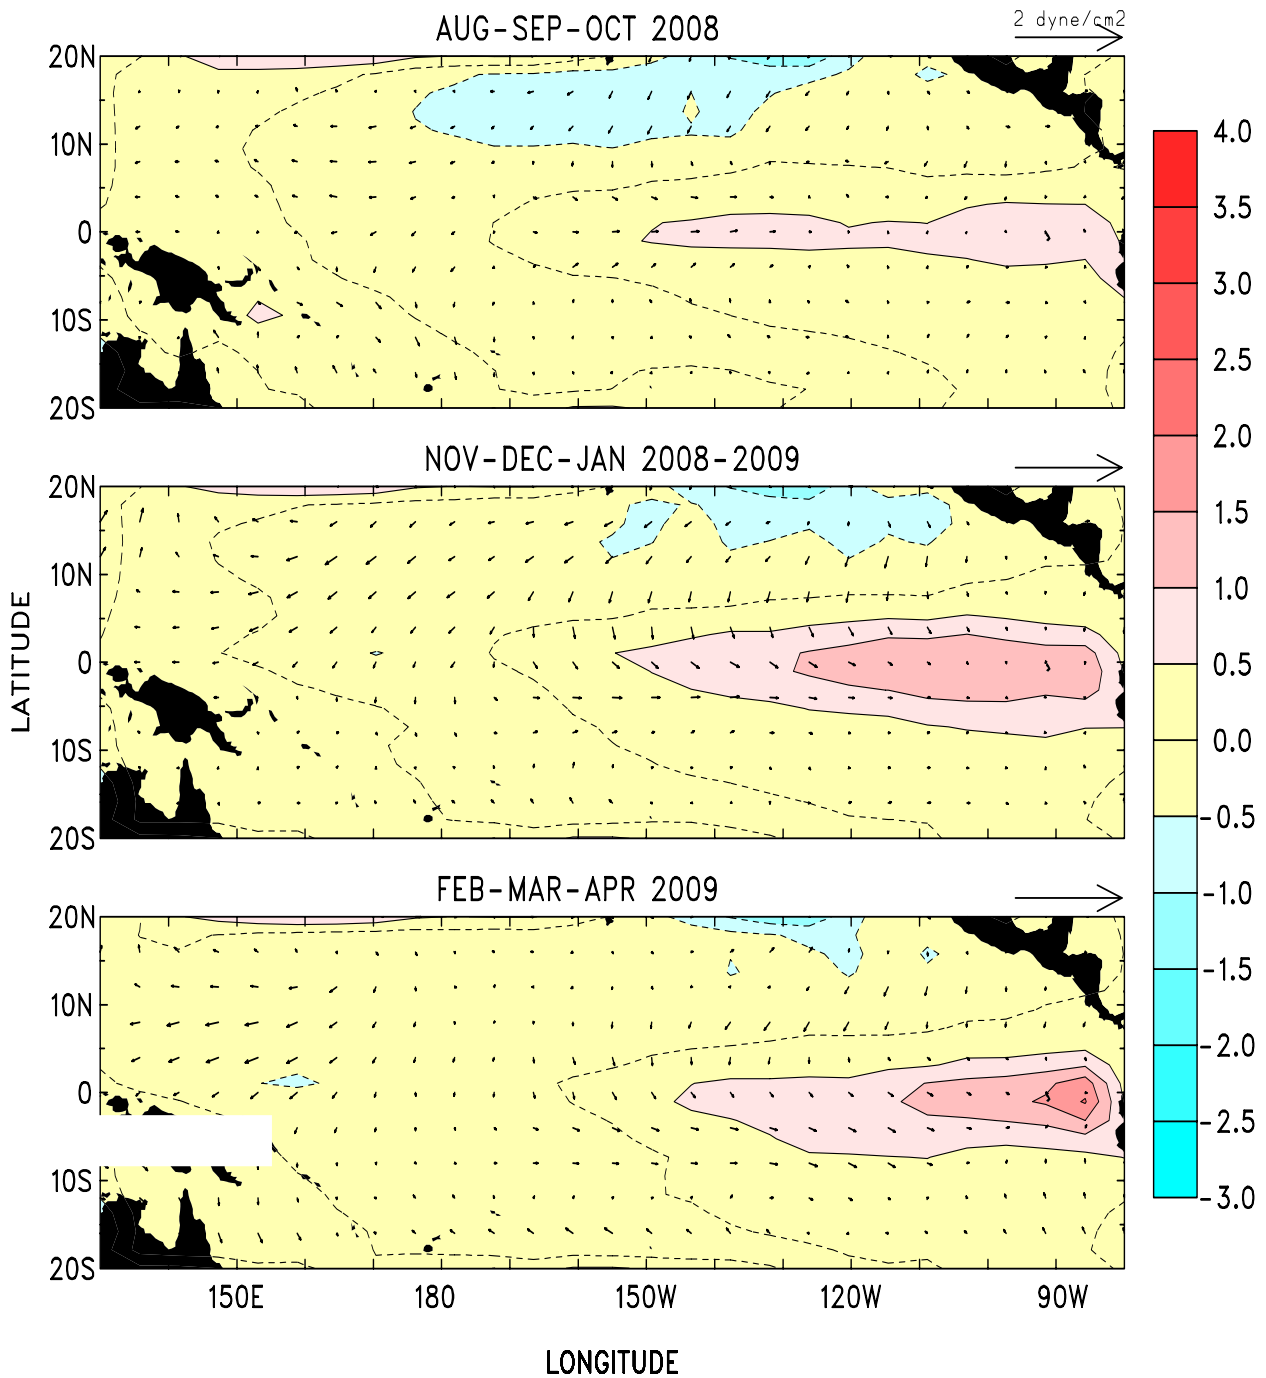 AUG-SEP-OCT 2008
2 dyne/cm2
20N
10N
0
10S
20S
NOV-DEC-JAN 2008-2009
20N
10N
0
10S
20S
FEB-MAR-APR 2009
20N
10N
0
10S
20S
150E 180 150W 120W 90W
LATITUDE
LONGITUDE
4.0
3.5
3.0
2.5
2.0
1.5
1.0
0.5
0.0
-0.5
-1.0
-1.5
-2.0
-2.5
-3.0